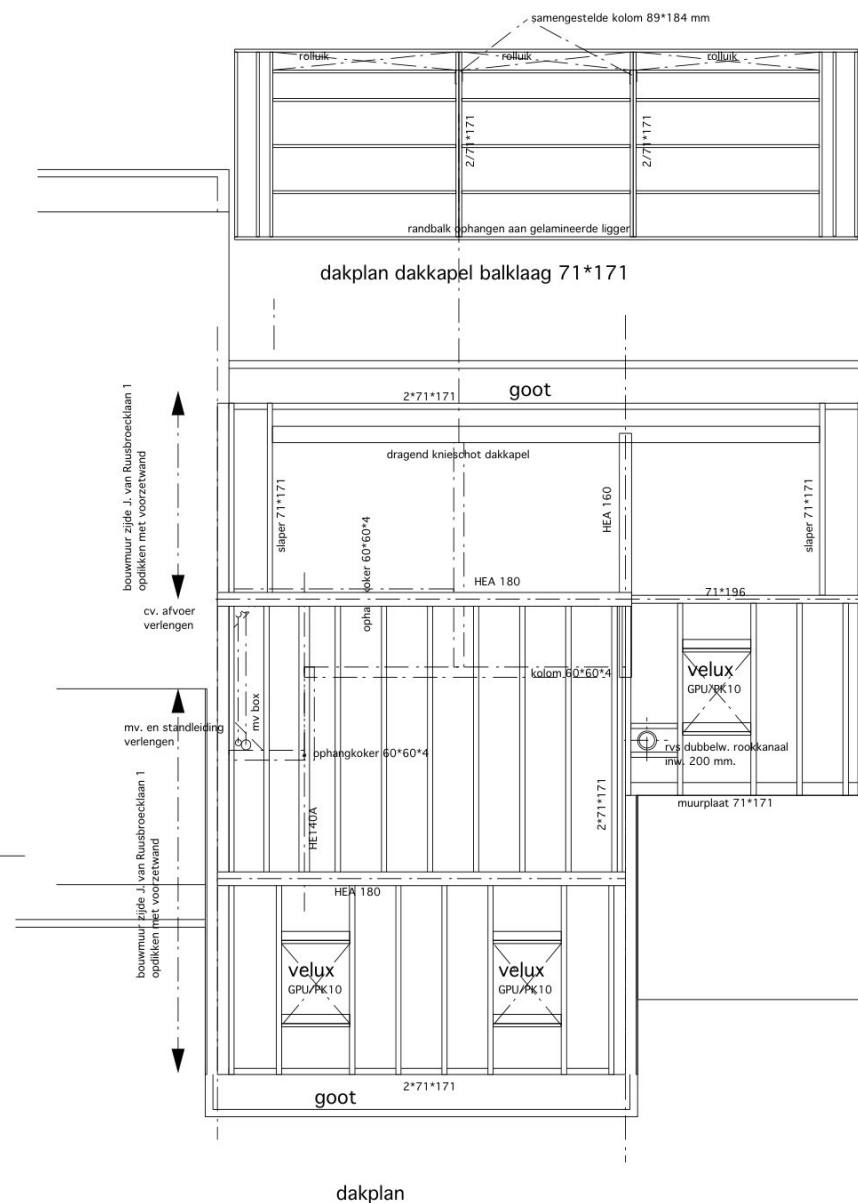 samengestelde kolom 89*184 mm
rolluik
rolluik
rolluik
2/71*171
2/71*171
randbalk ophangen aan gelamineerde ligger
dakplan dakkapel balklaag 71*171
goot
2*71*171
bouwmuur zijde J. van Ruusbroecklaan 1
opdikken met voorzetwand
dragend knieschot dakkapel
slaper 71*171
ophangkoker 60*60*4
HEA 160
slaper 71*171
HEA 180
71*196
cv. afvoer
verlengen
velux
GPU/PK10
kolom 60*60*4
mv box
mv. en standleiding
verlengen
ophangkoker 60*60*4
rvs dubbelw. rookkanaal
inw. 200 mm.
HE140A
2*71*171
muurplaat 71*171
bouwmuur zijde J. van Ruusbroecklaan 1
opdikken met voorzetwand
HEA 180
velux
GPU/PK10
velux
GPU/PK10
2*71*171
goot
dakplan